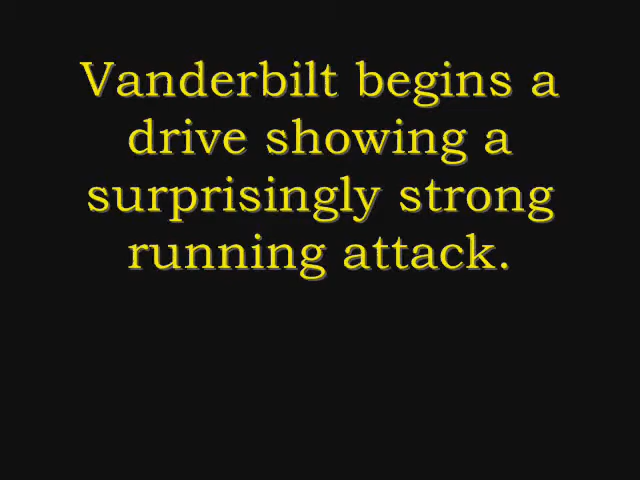 Vanderbilt begins a
drive showing a
surprisingly strong
running attack.